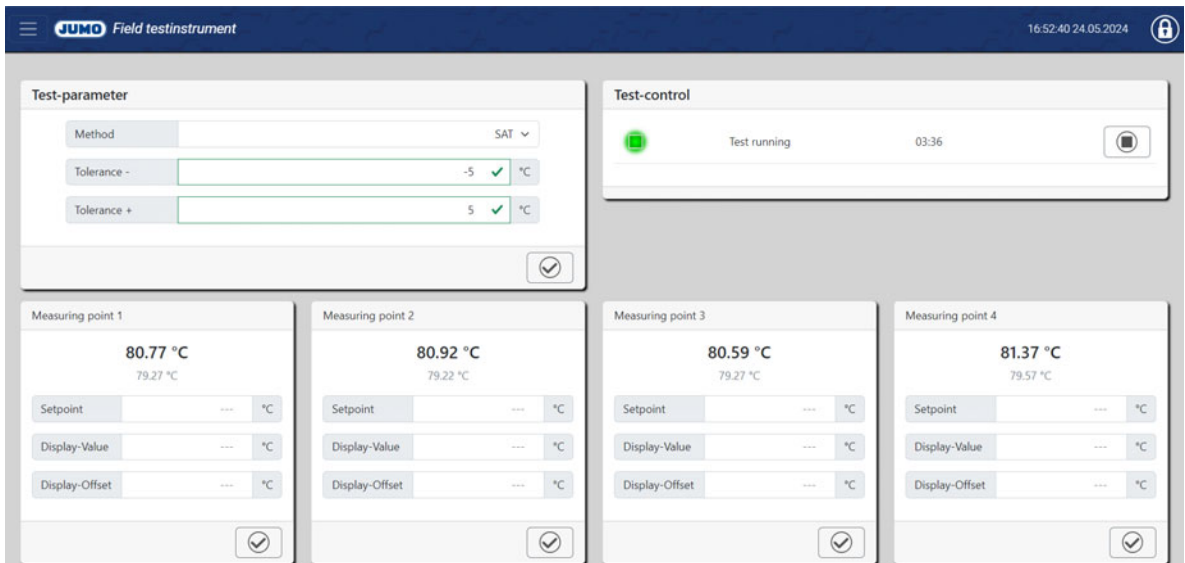 JUMO Field testinstrument
16:52:40 24.05.2024
Test-parameter
Method SAT
Tolerance - -5 °C
Tolerance + 5 °C
Test-control
Test running 03:36
Measuring point 1
80.77 °C
79.27 °C
Setpoint --- °C
Display-Value --- °C
Display-Offset --- °C
Measuring point 2
80.92 °C
79.22 °C
Setpoint --- °C
Display-Value --- °C
Display-Offset --- °C
Measuring point 3
80.59 °C
79.27 °C
Setpoint --- °C
Display-Value --- °C
Display-Offset --- °C
Measuring point 4
81.37 °C
79.57 °C
Setpoint --- °C
Display-Value --- °C
Display-Offset --- °C